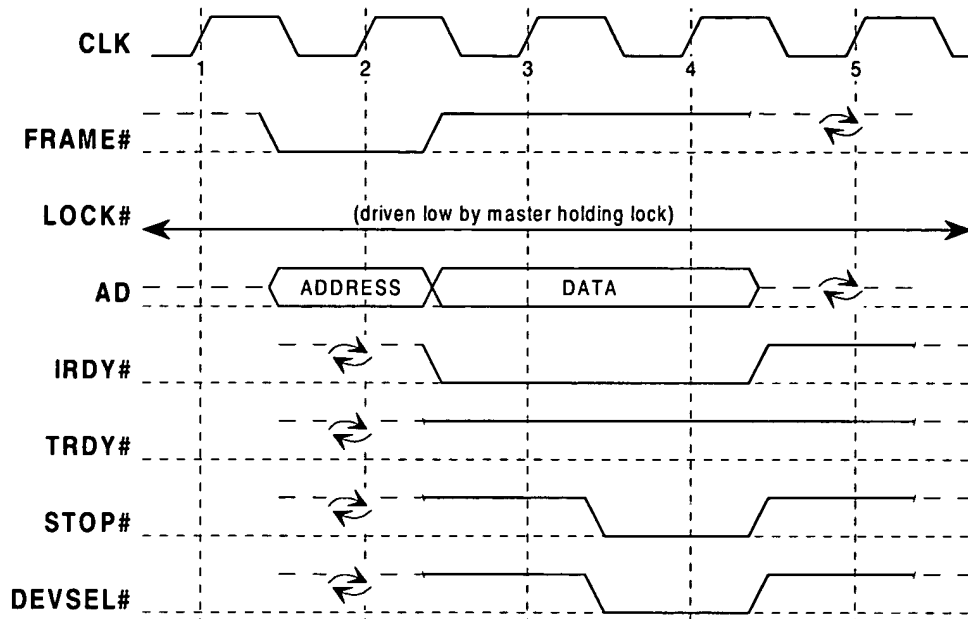 CLK
1 2 3 4 5
FRAME#
LOCK# (driven low by master holding lock)
AD ADDRESS DATA
IRDY#
TRDY#
STOP#
DEVSEL#